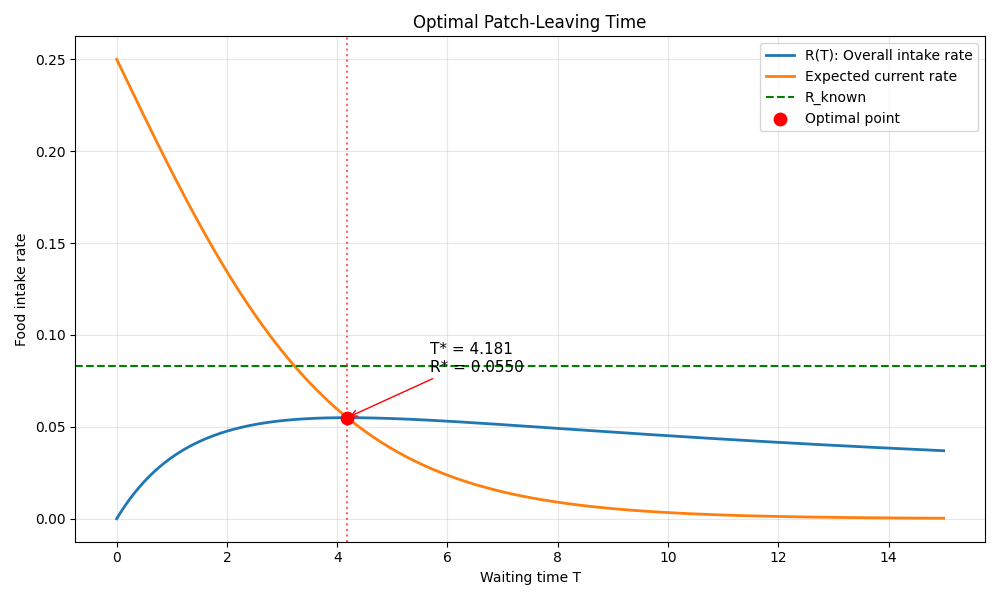 Optimal Patch-Leaving Time
R(T): Overall intake rate
Expected current rate
R_known
Optimal point
T* = 4.181
R* = 0.0550
Food intake rate
0.25
0.20
0.15
0.10
0.05
0.00
0 2 4 6 8 10 12 14
Waiting time T